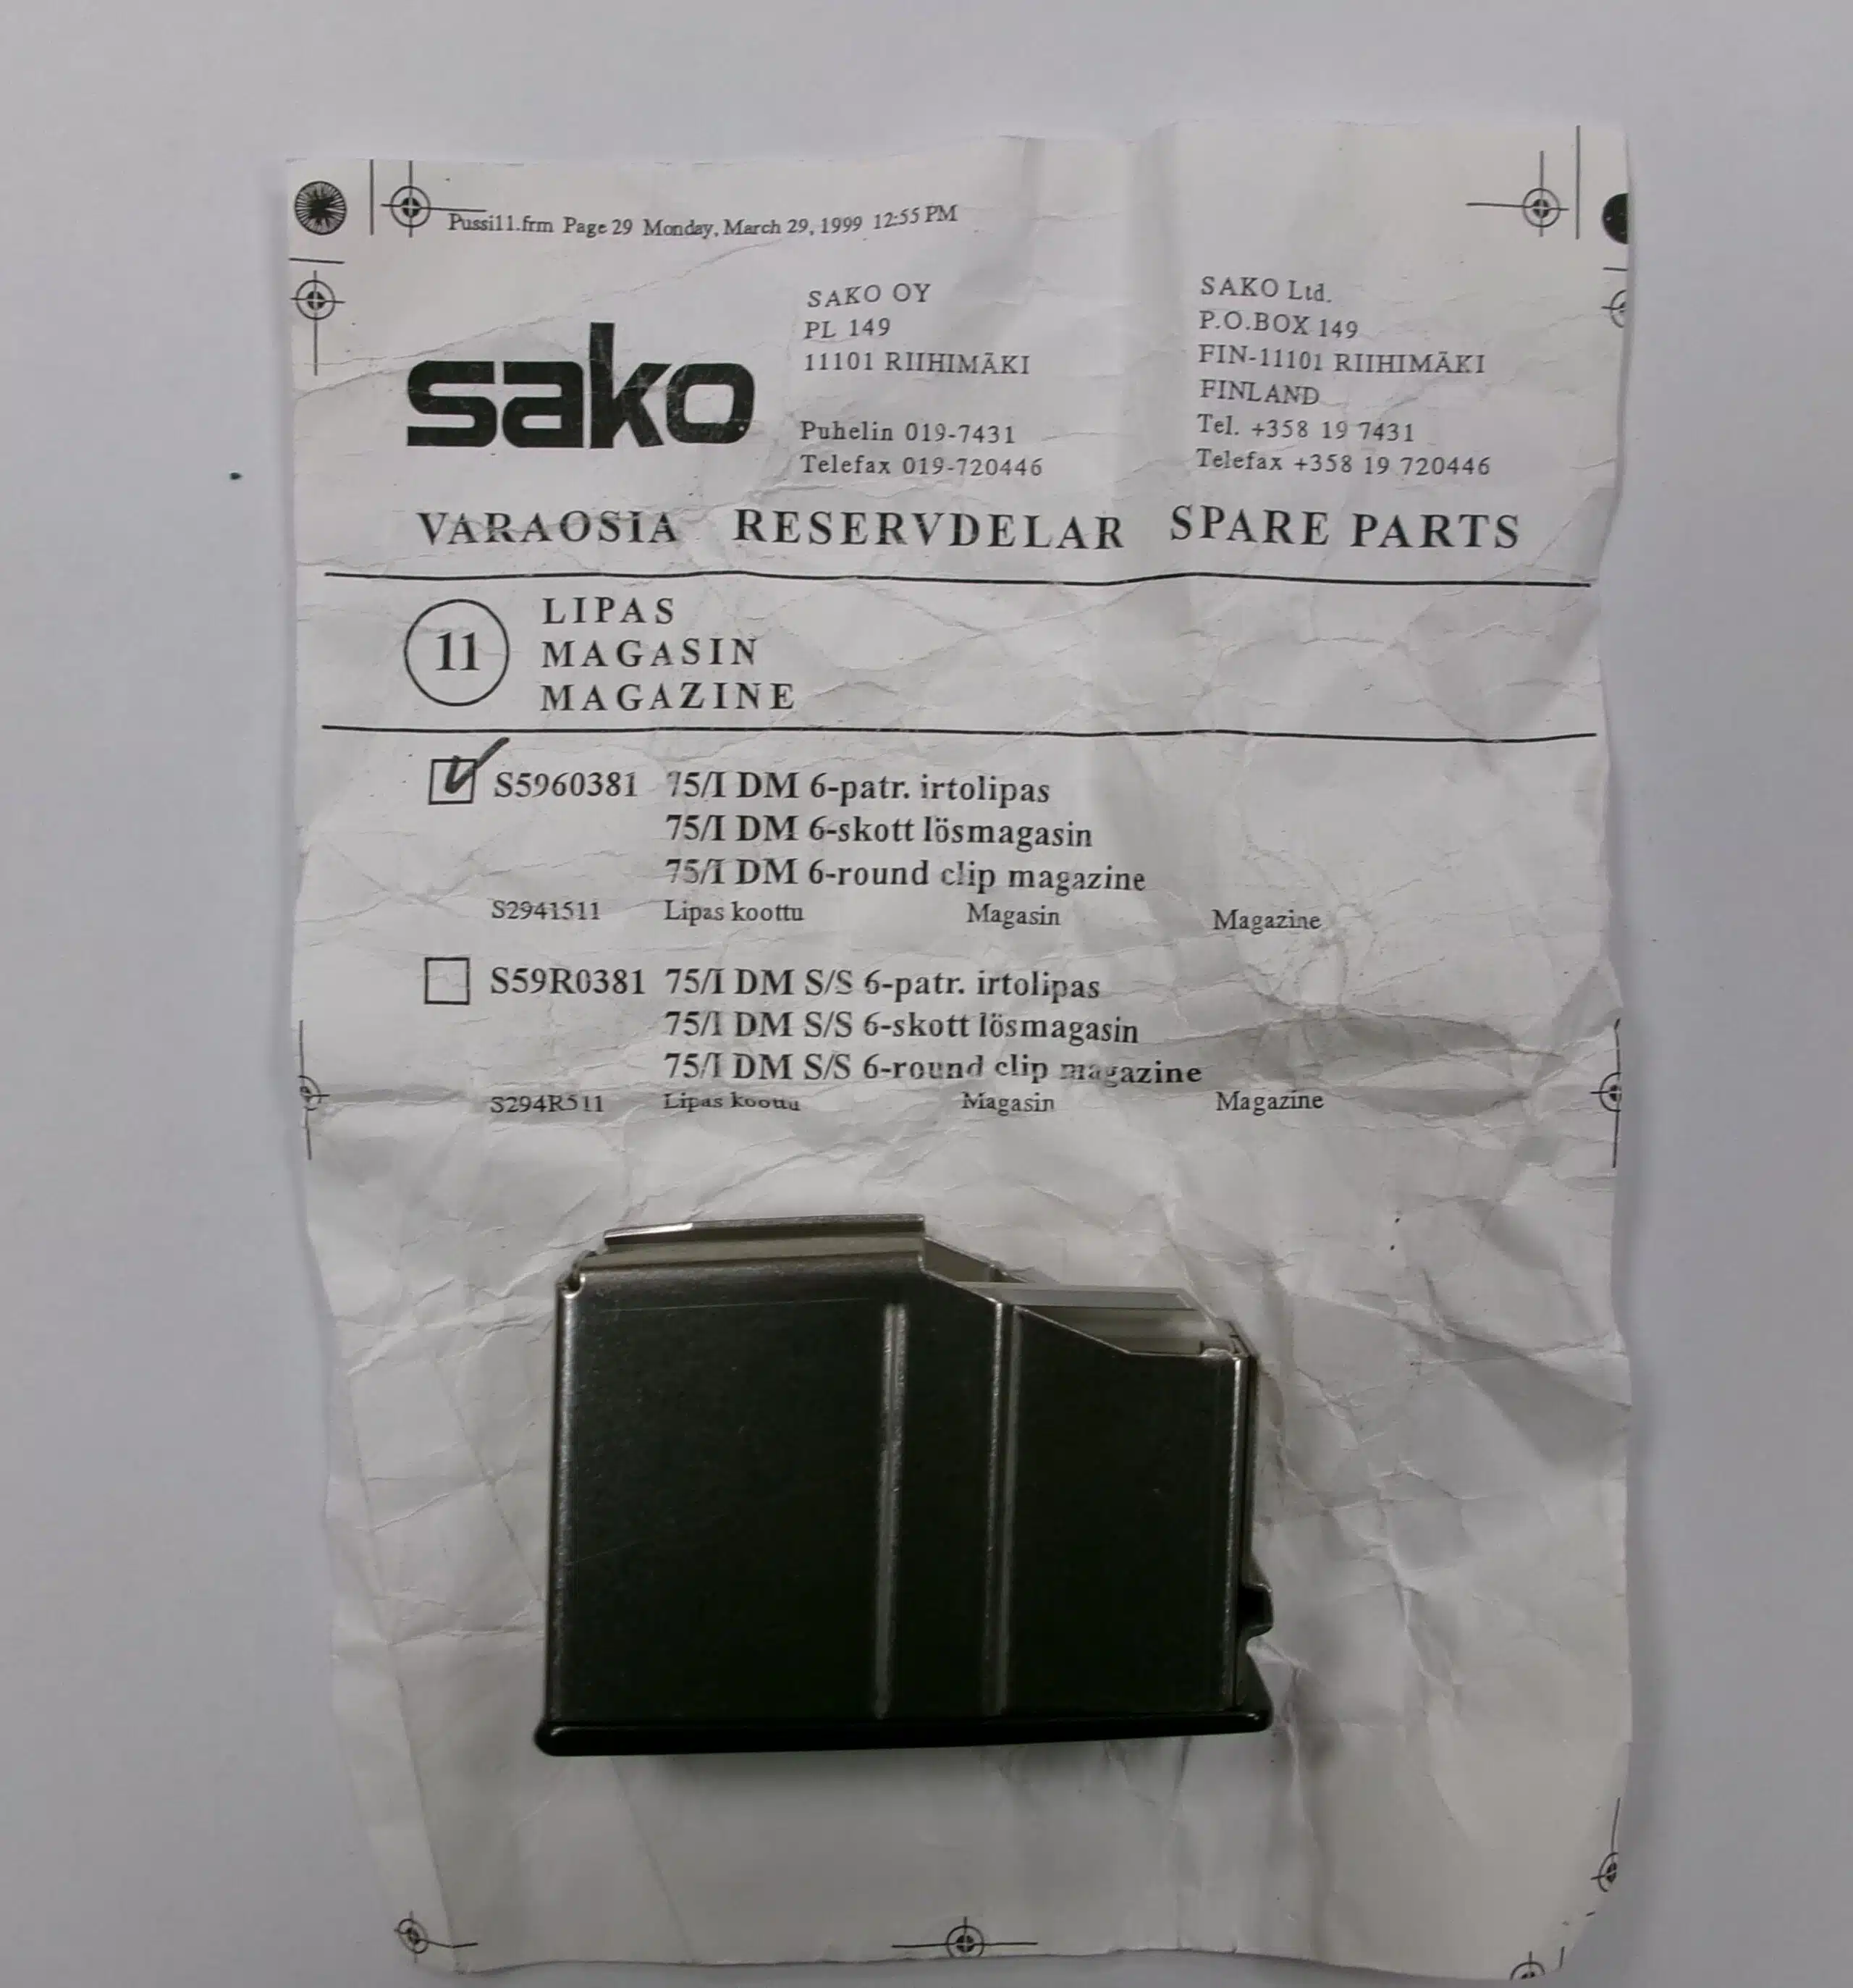 Pussi11.frm Page 29 Monday, March 29, 1999 12:55 PM
sako
SAKO OY
PL 149
11101 RIIHIMÄKI
Puhelin 019-7431
Telefax 019-720446
SAKO Ltd.
P.O.BOX 149
FIN-11101 RIIHIMÄKI
FINLAND
Tel. +358 19 7431
Telefax +358 19 720446
VARAOSIA RESERVDELAR SPARE PARTS
11
LIPAS
MAGASIN
MAGAZINE
S5960381 75/I DM 6-patr. irtolipas
75/I DM 6-skott lösmagasin
75/I DM 6-round clip magazine
S2941511 Lipas koottu Magasin Magazine
S59R0381 75/I DM S/S 6-patr. irtolipas
75/I DM S/S 6-skott lösmagasin
75/I DM S/S 6-round clip magazine
S294R511 Lipas koottu Magasin Magazine